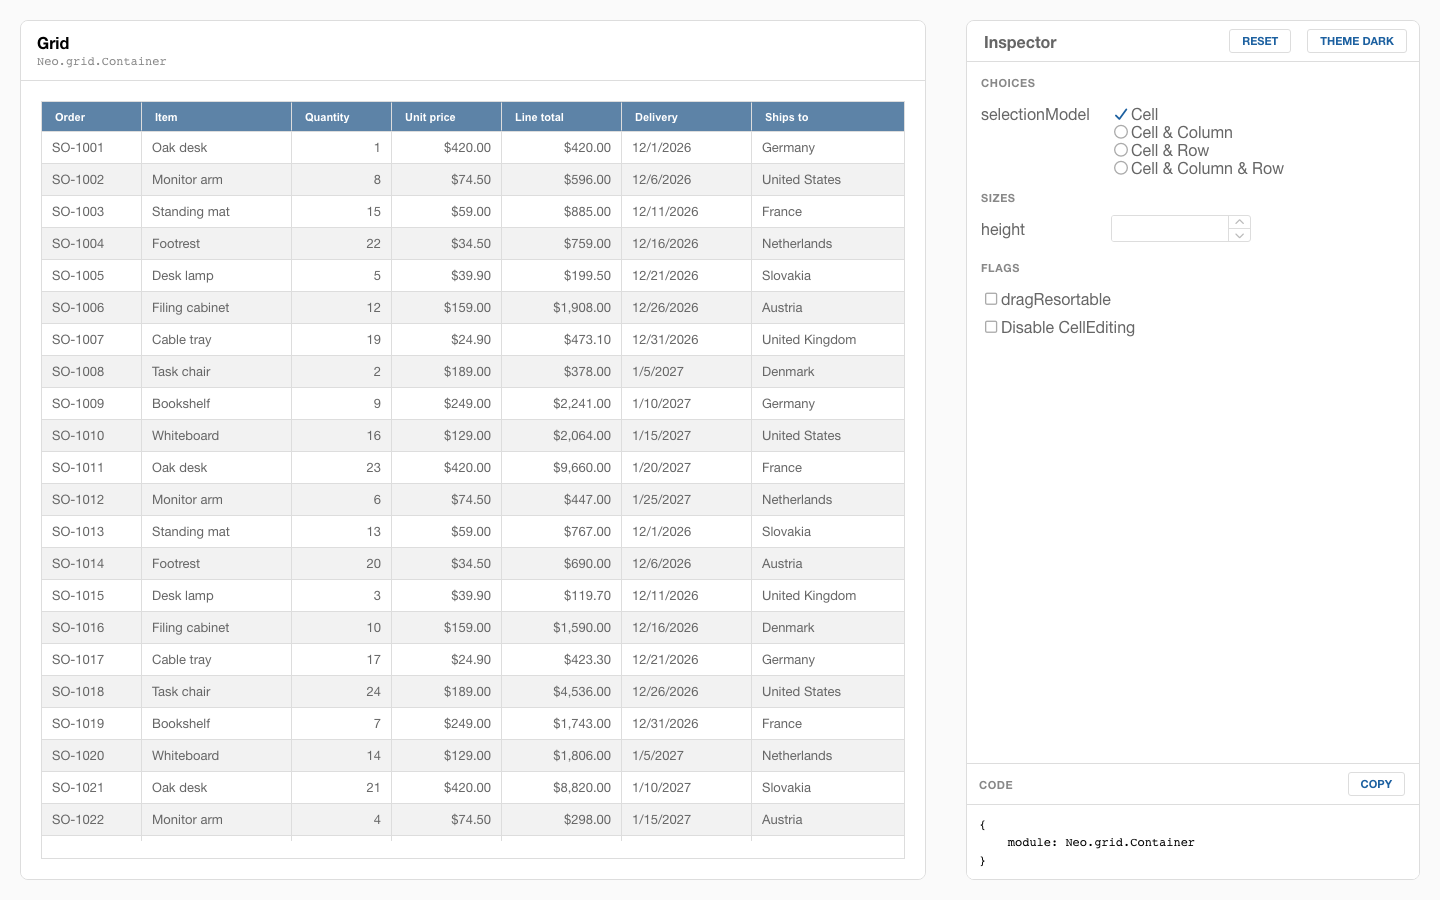 Grid
Neo.grid.Container
Order Item Quantity Unit price Line total Delivery Ships to
SO-1001 Oak desk 1 $420.00 $420.00 12/1/2026 Germany
SO-1002 Monitor arm 8 $74.50 $596.00 12/6/2026 United States
SO-1003 Standing mat 15 $59.00 $885.00 12/11/2026 France
SO-1004 Footrest 22 $34.50 $759.00 12/16/2026 Netherlands
SO-1005 Desk lamp 5 $39.90 $199.50 12/21/2026 Slovakia
SO-1006 Filing cabinet 12 $159.00 $1,908.00 12/26/2026 Austria
SO-1007 Cable tray 19 $24.90 $473.10 12/31/2026 United Kingdom
SO-1008 Task chair 2 $189.00 $378.00 1/5/2027 Denmark
SO-1009 Bookshelf 9 $249.00 $2,241.00 1/10/2027 Germany
SO-1010 Whiteboard 16 $129.00 $2,064.00 1/15/2027 United States
SO-1011 Oak desk 23 $420.00 $9,660.00 1/20/2027 France
SO-1012 Monitor arm 6 $74.50 $447.00 1/25/2027 Netherlands
SO-1013 Standing mat 13 $59.00 $767.00 12/1/2026 Slovakia
SO-1014 Footrest 20 $34.50 $690.00 12/6/2026 Austria
SO-1015 Desk lamp 3 $39.90 $119.70 12/11/2026 United Kingdom
SO-1016 Filing cabinet 10 $159.00 $1,590.00 12/16/2026 Denmark
SO-1017 Cable tray 17 $24.90 $423.30 12/21/2026 Germany
SO-1018 Task chair 24 $189.00 $4,536.00 12/26/2026 United States
SO-1019 Bookshelf 7 $249.00 $1,743.00 12/31/2026 France
SO-1020 Whiteboard 14 $129.00 $1,806.00 1/5/2027 Netherlands
SO-1021 Oak desk 21 $420.00 $8,820.00 1/10/2027 Slovakia
SO-1022 Monitor arm 4 $74.50 $298.00 1/15/2027 Austria
Inspector RESET THEME DARK
CHOICES
selectionModel Cell
Cell & Column
Cell & Row
Cell & Column & Row
SIZES
height
FLAGS
dragResortable
Disable CellEditing
CODE COPY
{
module: Neo.grid.Container
}